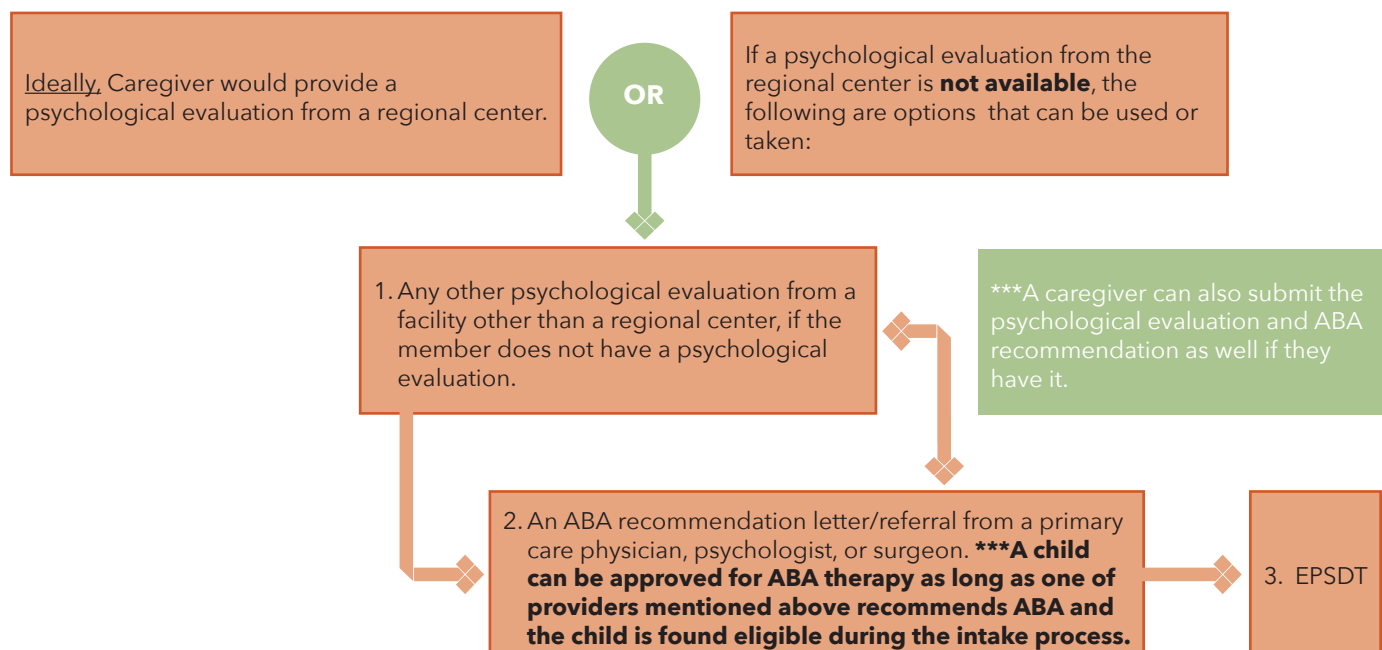 Ideally, Caregiver would provide a
psychological evaluation from a regional center.
OR
If a psychological evaluation from the
regional center is not available, the
following are options that can be used or
taken:
1. Any other psychological evaluation from a
facility other than a regional center, if the
member does not have a psychological
evaluation.
***A caregiver can also submit the
psychological evaluation and ABA
recommendation as well if they
have it.
2. An ABA recommendation letter/referral from a primary
care physician, psychologist, or surgeon. ***A child
can be approved for ABA therapy as long as one of
providers mentioned above recommends ABA and
the child is found eligible during the intake process.
3. EPSDT